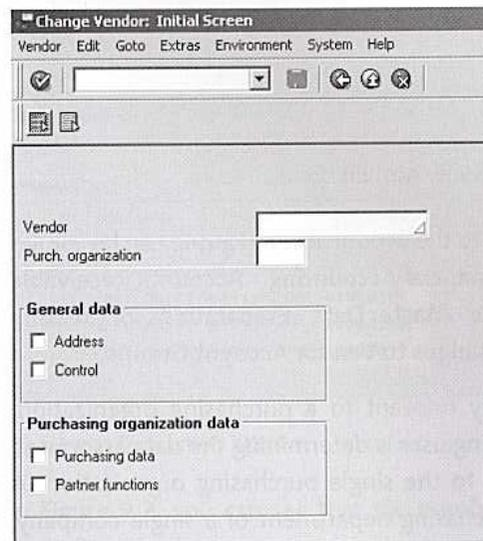 Change Vendor: Initial Screen
Vendor Edit Goto Extras Environment System Help
Vendor
Purch. organization
General data
Address
Control
Purchasing organization data
Purchasing data
Partner functions